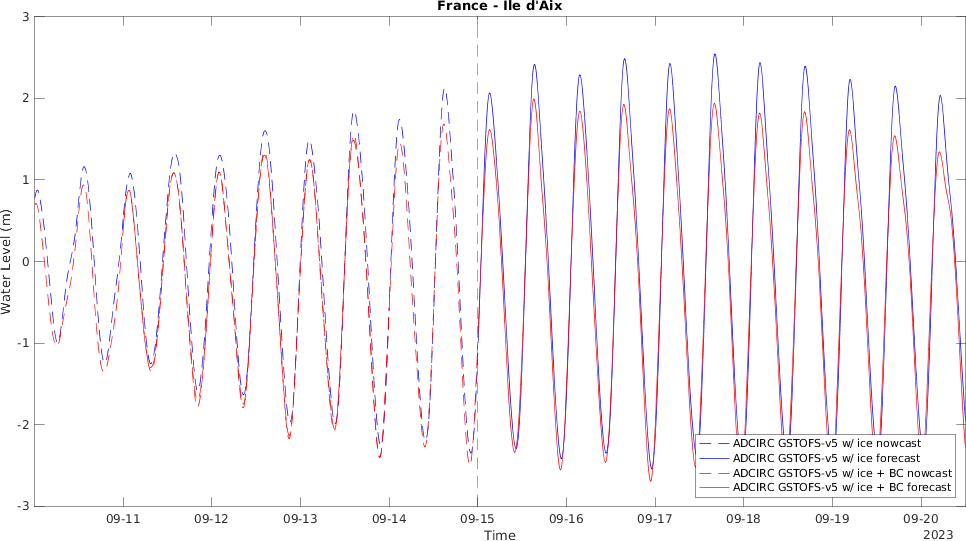 France - Ile d'Aix
3
2
1
0
-1
-2
-3
Water Level (m)
09-11
09-12
09-13
09-14
09-15
09-16
09-17
09-18
09-19
09-20
2023
Time
ADCIRC GSTOFS-v5 w/ ice nowcast
ADCIRC GSTOFS-v5 w/ ice forecast
ADCIRC GSTOFS-v5 w/ ice + BC nowcast
ADCIRC GSTOFS-v5 w/ ice + BC forecast